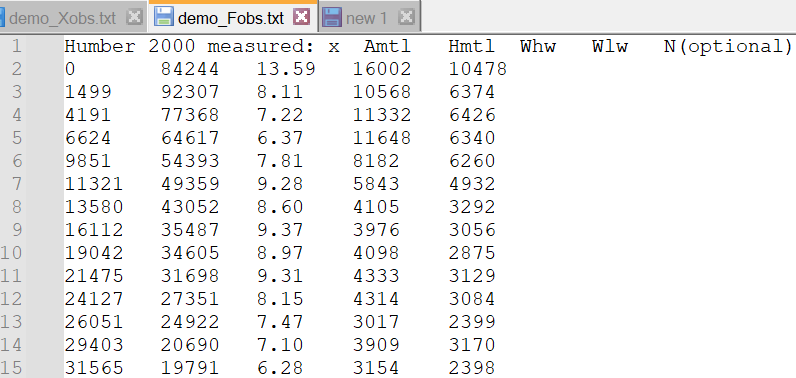 demo_Xobs.txt demo_Fobs.txt new 1
1 Humber 2000 measured: x Amtl Hmtl Whw Wlw N(optional)
2 0 84244 13.59 16002 10478
3 1499 92307 8.11 10568 6374
4 4191 77368 7.22 11332 6426
5 6624 64617 6.37 11648 6340
6 9851 54393 7.81 8182 6260
7 11321 49359 9.28 5843 4932
8 13580 43052 8.60 4105 3292
9 16112 35487 9.37 3976 3056
10 19042 34605 8.97 4098 2875
11 21475 31698 9.31 4333 3129
12 24127 27351 8.15 4314 3084
13 26051 24922 7.47 3017 2399
14 29403 20690 7.10 3909 3170
15 31565 19791 6.28 3154 2398